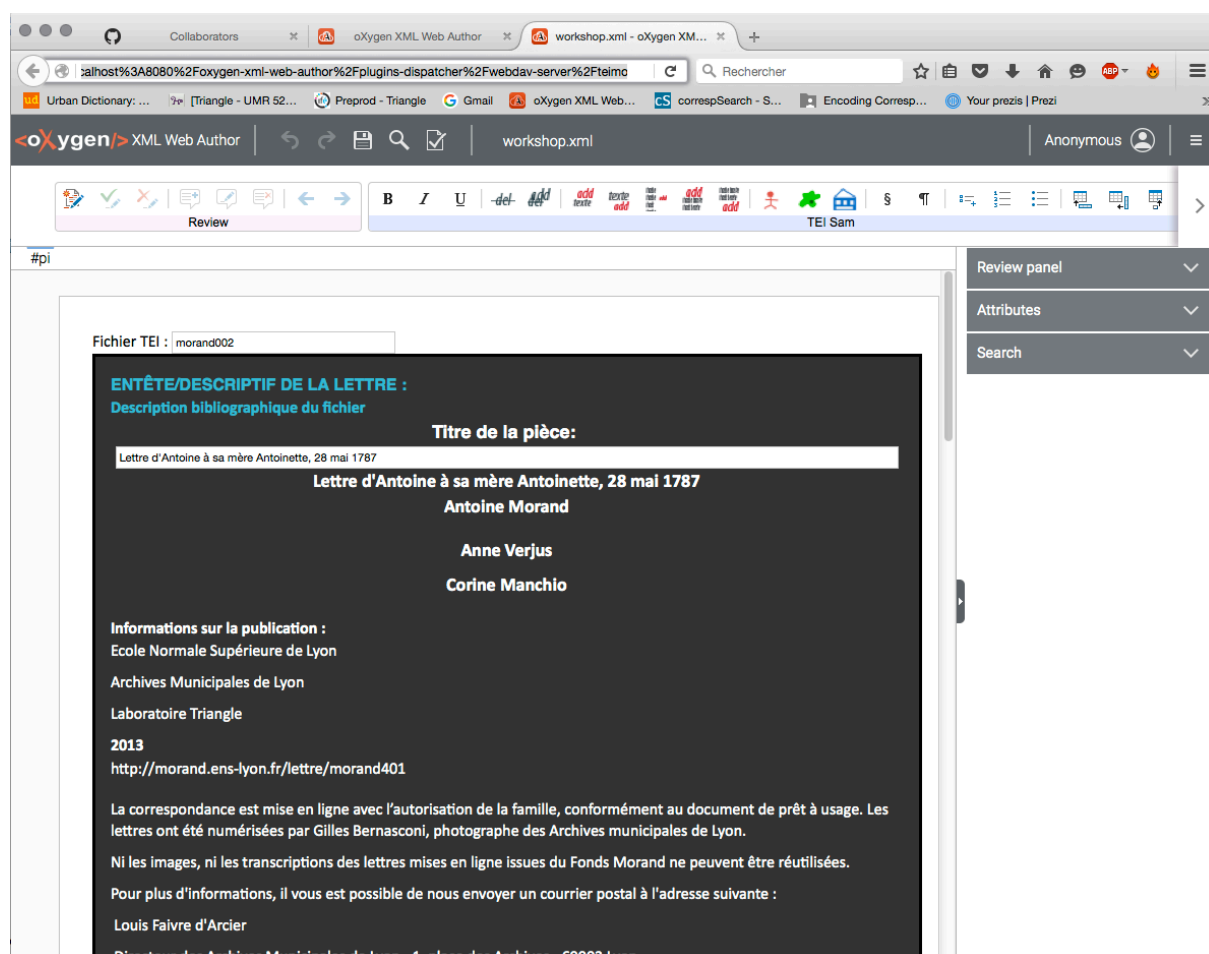 Collaborators
oXygen XML Web Author
workshop.xml - oXygen XM...
calhost%3A8080%2Foxygen-xml-web-author%2Fplugins-dispatcher%2Fwebdav-server%2Fteimo
Rechercher
ABP
ud Urban Dictionary: ... [Triangle - UMR 52... Preprod - Triangle G Gmail oXygen XML Web... cS correspSearch - S... Encoding Corresp... Your prezis | Prezi
<oXygen/> XML Web Author workshop.xml Anonymous
B I U del add add texte texte add add add § ¶
Review TEI Sam
#pi
Review panel
Attributes
Search
Fichier TEI : morand002
ENTÊTE/DESCRIPTIF DE LA LETTRE :
Description bibliographique du fichier
Titre de la pièce:
Lettre d'Antoine à sa mère Antoinette, 28 mai 1787
Lettre d'Antoine à sa mère Antoinette, 28 mai 1787
Antoine Morand
Anne Verjus
Corine Manchio
Informations sur la publication :
Ecole Normale Supérieure de Lyon
Archives Municipales de Lyon
Laboratoire Triangle
2013
http://morand.ens-lyon.fr/lettre/morand401
La correspondance est mise en ligne avec l'autorisation de la famille, conformément au document de prêt à usage. Les
lettres ont été numérisées par Gilles Bernasconi, photographe des Archives municipales de Lyon.
Ni les images, ni les transcriptions des lettres mises en ligne issues du Fonds Morand ne peuvent être réutilisées.
Pour plus d'informations, il vous est possible de nous envoyer un courrier postal à l'adresse suivante :
Louis Faivre d'Arcier